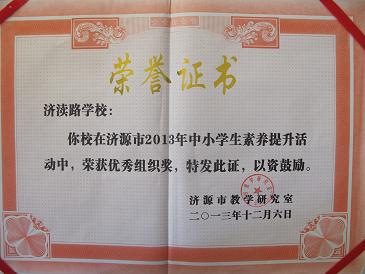 荣誉证书
济渎路学校：
你校在济源市2013年中小学生素养提升活
动中，荣获优秀组织奖，特发此证，以资鼓励。
济源市教学研究室
二〇一三年十二月六日